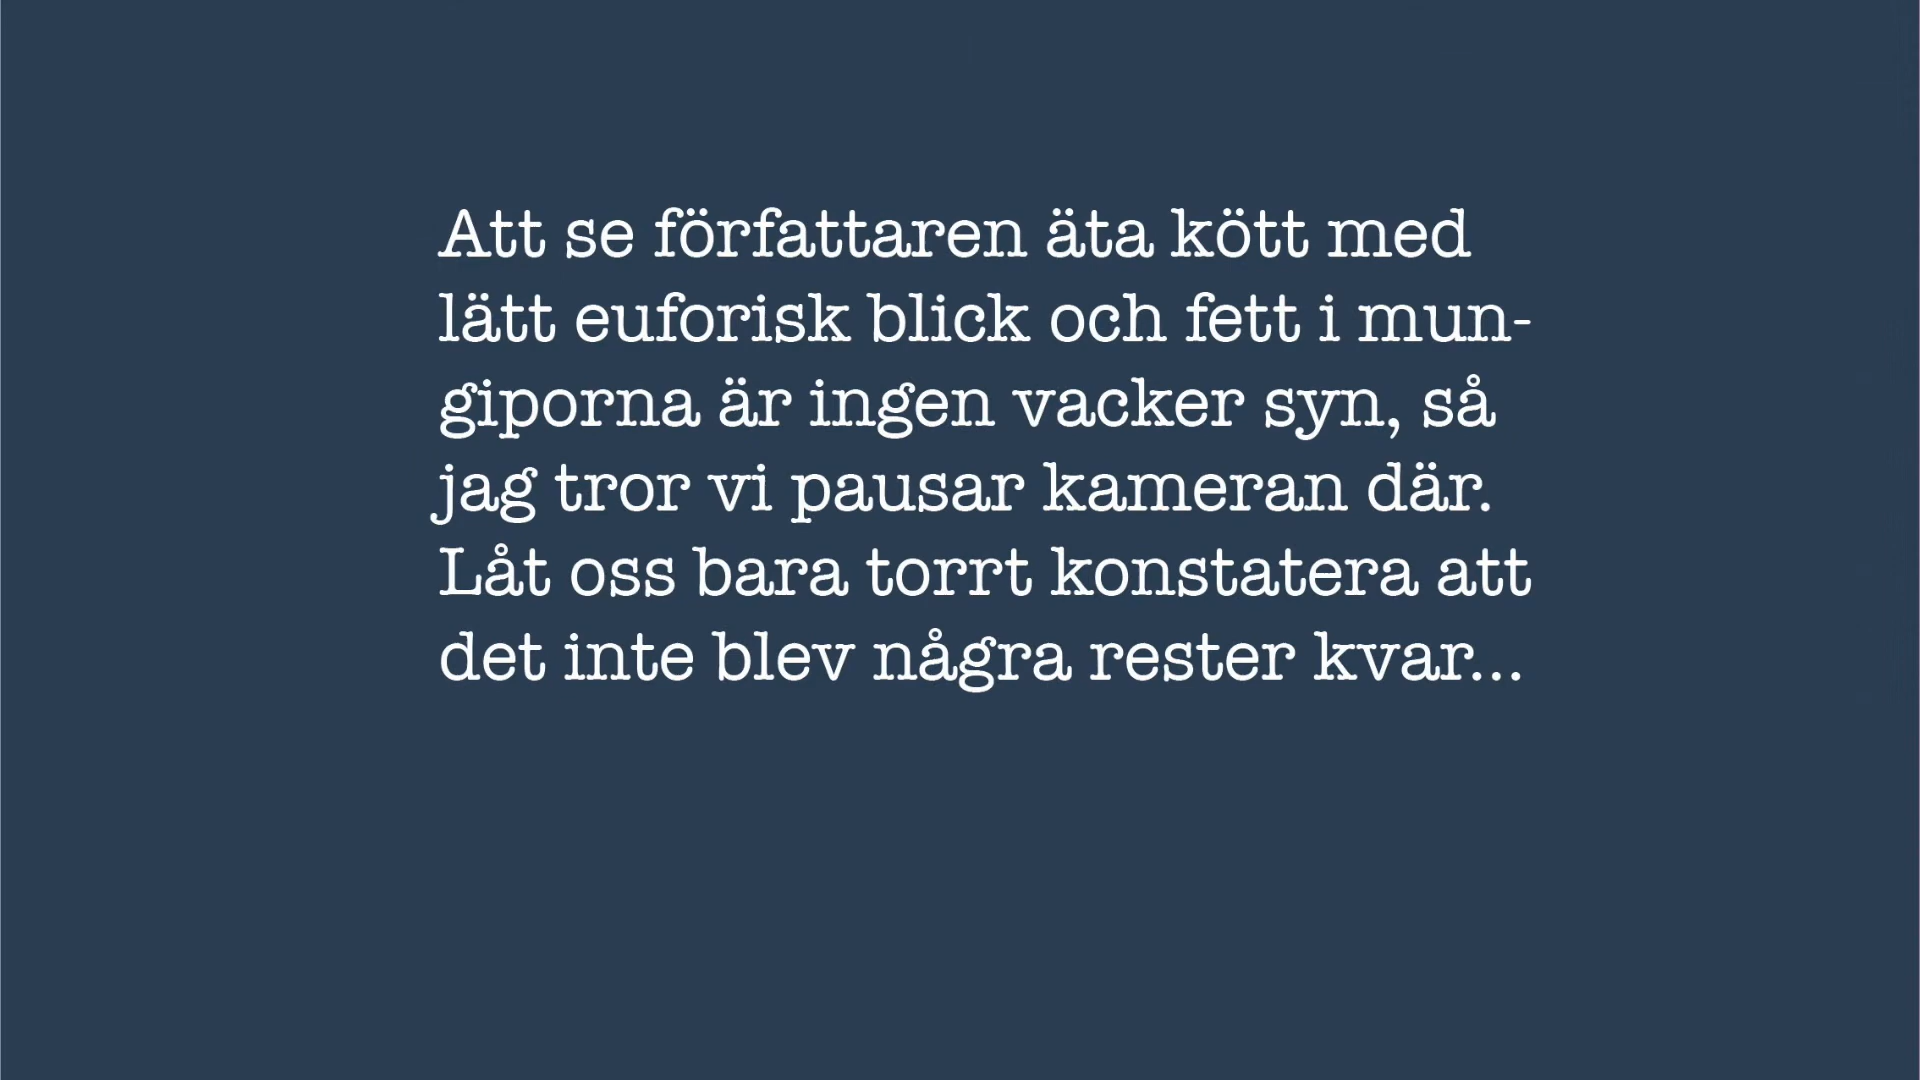 Att se författaren äta kött med
lätt euforisk blick och fett i mun-
giporna är ingen vacker syn, så
jag tror vi pausar kameran där.
Låt oss bara torrt konstatera att
det inte blev några rester kvar...